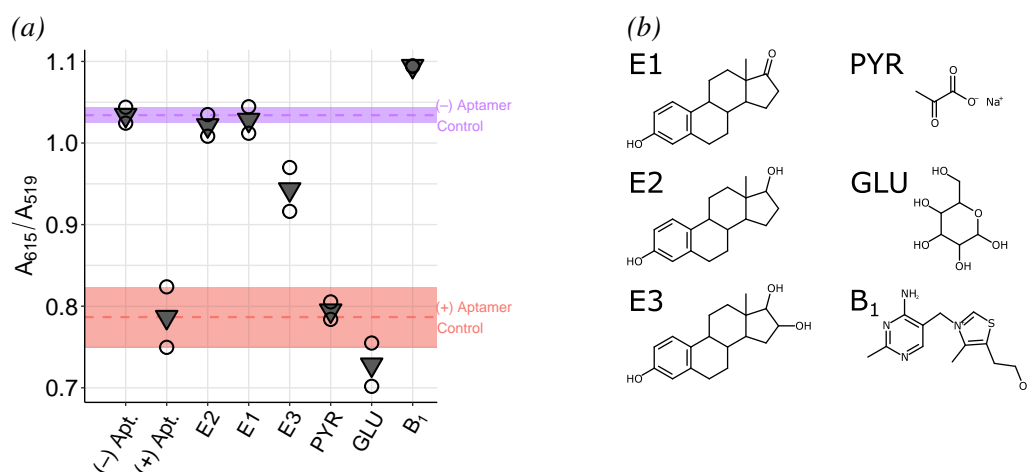 (a)
1.1
1.0
0.9
0.8
0.7
A615/A519
(–) Aptamer
Control
(+) Aptamer
Control
(–) Apt.
(+) Apt.
E2
E1
E3
PYR
GLU
B1
(b)
E1
O
HO
PYR
O
O-
Na+
O
E2
OH
HO
GLU
HO
HO
O
HO
OH
OH
E3
OH
OH
HO
B1
NH2
N
N
N+
S
O